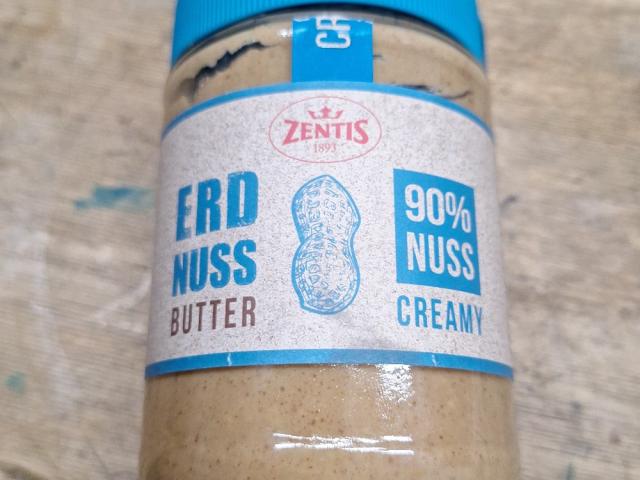 ZENTIS
1893
ERD
NUSS
BUTTER
90%
NUSS
CREAMY